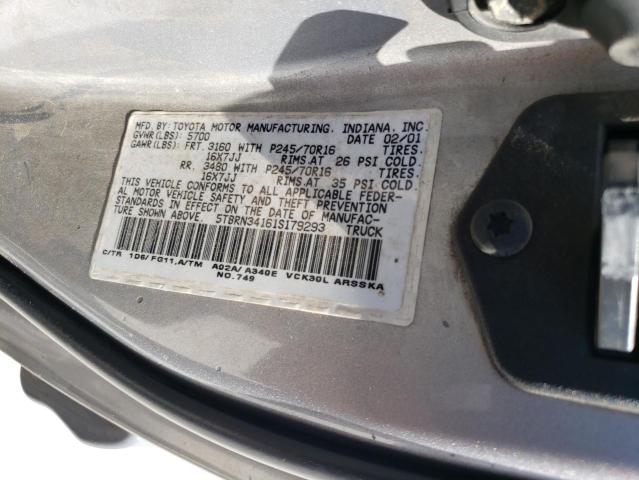 MFD. BY: TOYOTA MOTOR MANUFACTURING, INDIANA, INC.
GVWR(LBS) 5700 DATE 02/01
GAWR(LBS): FRT. 3160 WITH P245/70R16 TIRES.
16X7JJ RIMS.AT 26 PSI COLD.
RR. 3480 WITH P245/70R16 TIRES.
16X7JJ RIMS.AT 35 PSI COLD.
THIS VEHICLE CONFORMS TO ALL APPLICABLE FEDER-
AL MOTOR VEHICLE SAFETY AND THEFT PREVENTION
STANDARDS IN EFFECT ON THE DATE OF MANUFAC-
TURE SHOWN ABOVE. 5TBRN34161S179293 TRUCK
C/TR 1D6/FG11,A/TM A02A/A340E VCK30L ARSSKA
NO.749